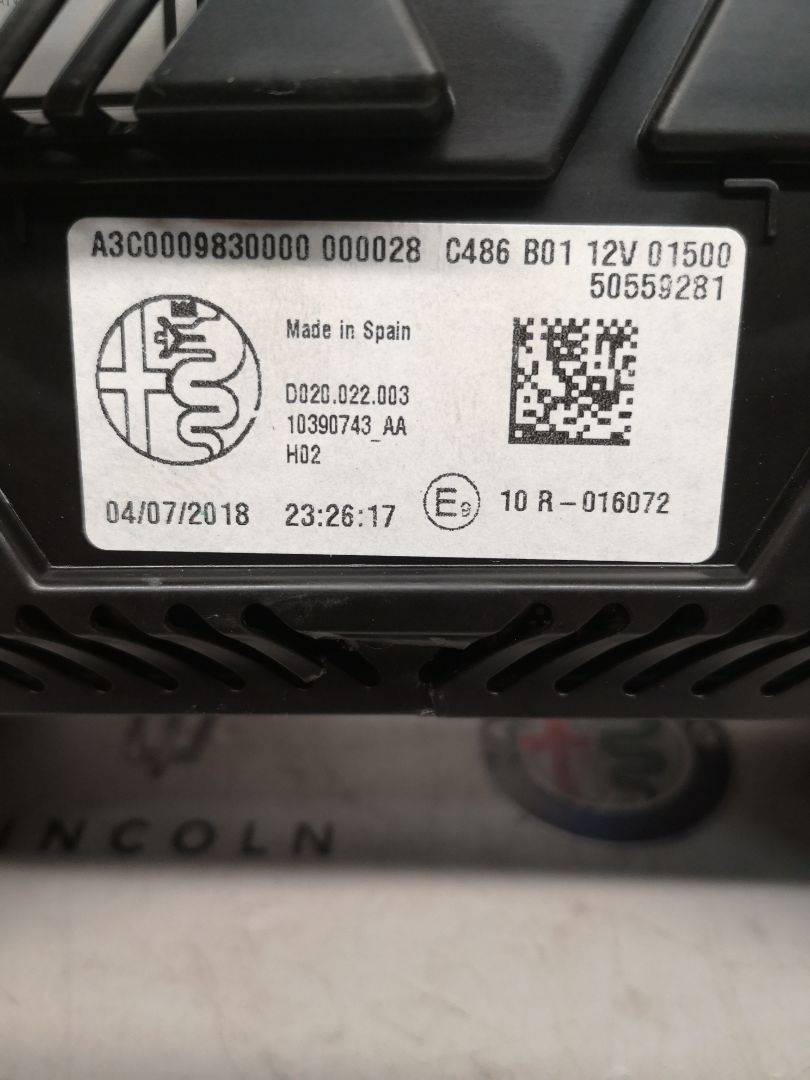 A3C0009830000 000028 C486 B01 12V 01500
50559281
Made in Spain
D020.022.003
10390743_AA
H02
04/07/2018 23:26:17 E9 10 R-016072
INCOLN